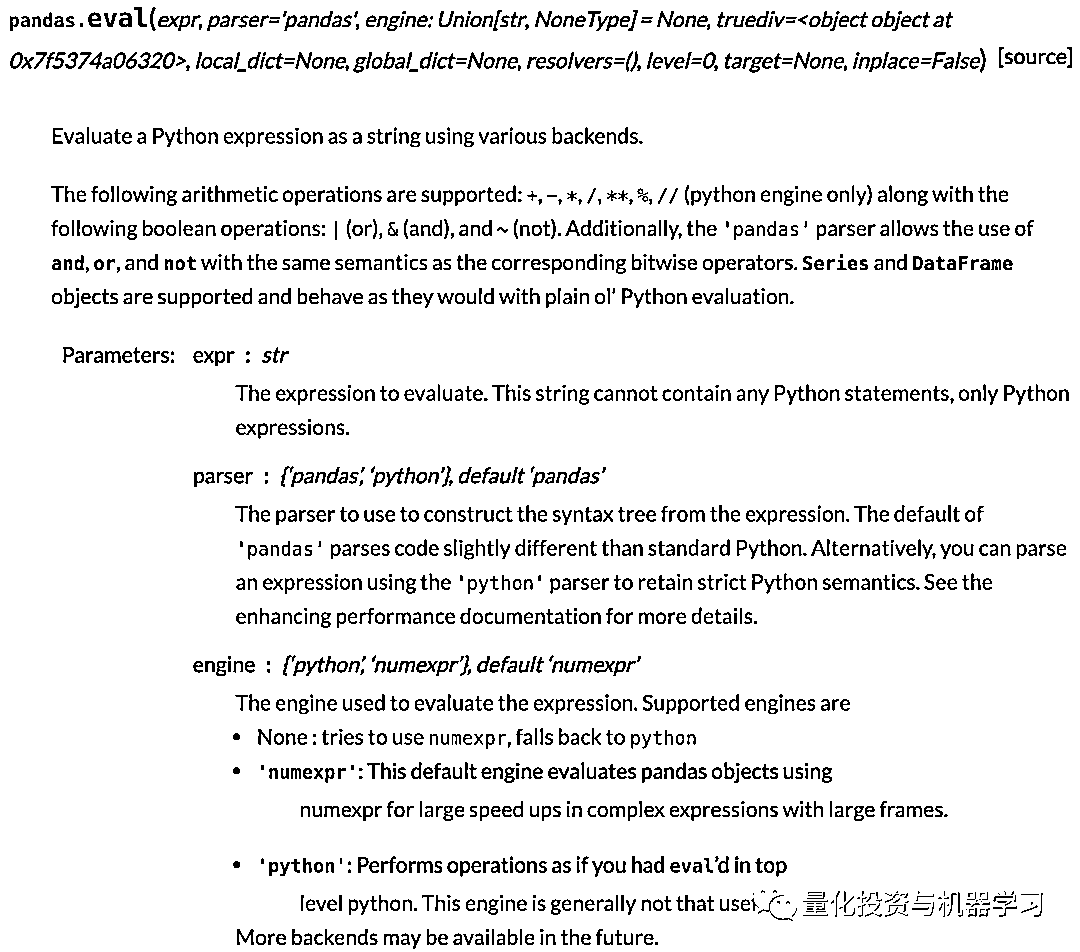 pandas.eval(expr, parser='pandas', engine: Union[str, NoneType] = None, truediv=<object object at
0x7f5374a06320>, local_dict=None, global_dict=None, resolvers=(), level=0, target=None, inplace=False) [source]
Evaluate a Python expression as a string using various backends.
The following arithmetic operations are supported: +, -, *, /, **, %, // (python engine only) along with the
following boolean operations: | (or), & (and), and ~ (not). Additionally, the 'pandas' parser allows the use of
and, or, and not with the same semantics as the corresponding bitwise operators. Series and DataFrame
objects are supported and behave as they would with plain ol' Python evaluation.
Parameters: expr : str
The expression to evaluate. This string cannot contain any Python statements, only Python
expressions.
parser : {'pandas', 'python'}, default 'pandas'
The parser to use to construct the syntax tree from the expression. The default of
'pandas' parses code slightly different than standard Python. Alternatively, you can parse
an expression using the 'python' parser to retain strict Python semantics. See the
enhancing performance documentation for more details.
engine : {'python', 'numexpr'}, default 'numexpr'
The engine used to evaluate the expression. Supported engines are
• None : tries to use numexpr, falls back to python
• 'numexpr': This default engine evaluates pandas objects using
numexpr for large speed ups in complex expressions with large frames.
• 'python': Performs operations as if you had eval'd in top
level python. This engine is generally not that 量化投资与机器学习
More backends may be available in the future.